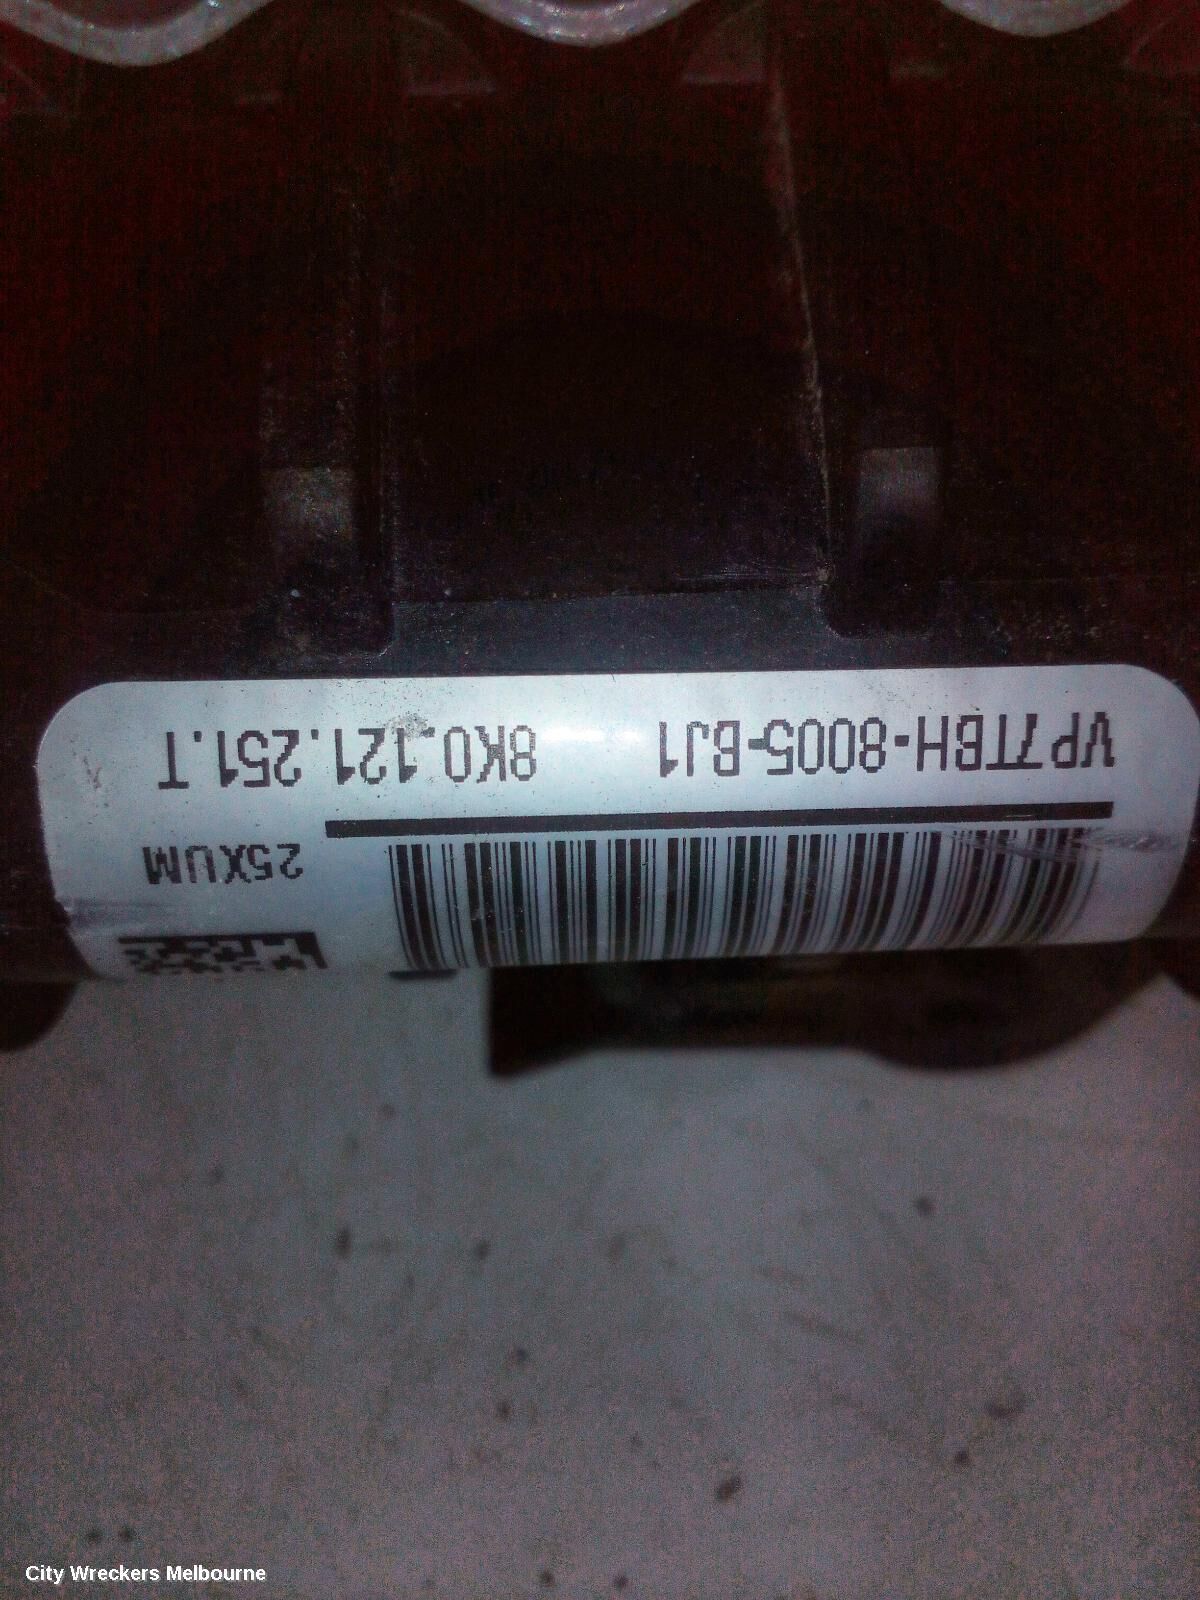 VP7TBH-8005-BJ1 8K0.121.251.T
25XUM
City Wreckers Melbourne